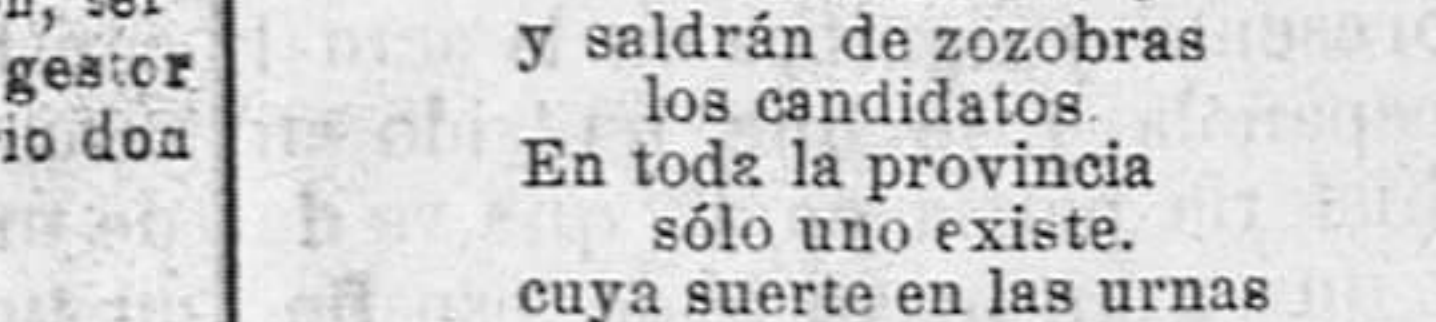 gestor
io don
y saldrán de zozobras
los candidatos.
En toda la provincia
sólo uno existe.
cuya suerte en las urnas